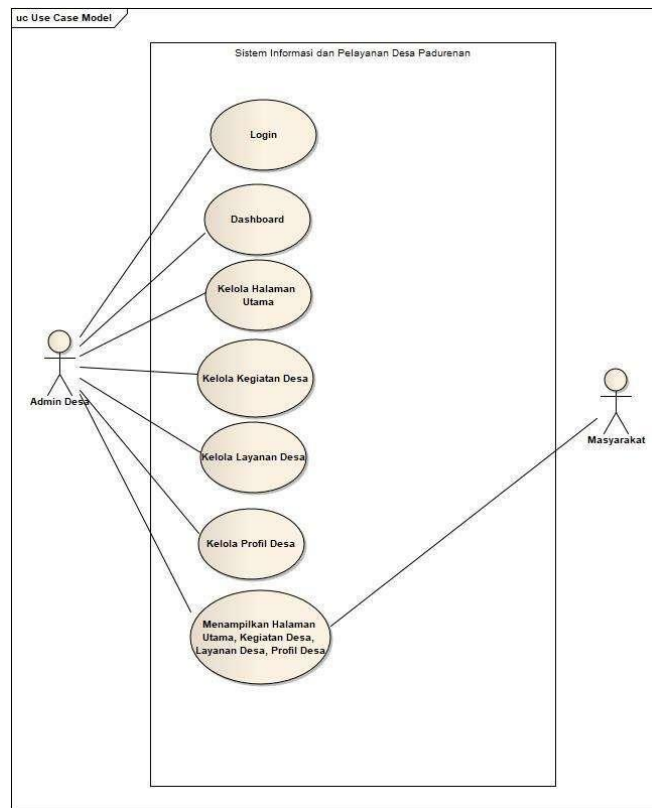 uc Use Case Model
Sistem Informasi dan Pelayanan Desa Padurenan
Login
Dashboard
Kelola Halaman
Utama
Kelola Kegiatan Desa
Admin Desa
Masyarakat
Kelola Layanan Desa
Kelola Profil Desa
Menampilkan Halaman
Utama, Kegiatan Desa,
Layanan Desa, Profil Desa